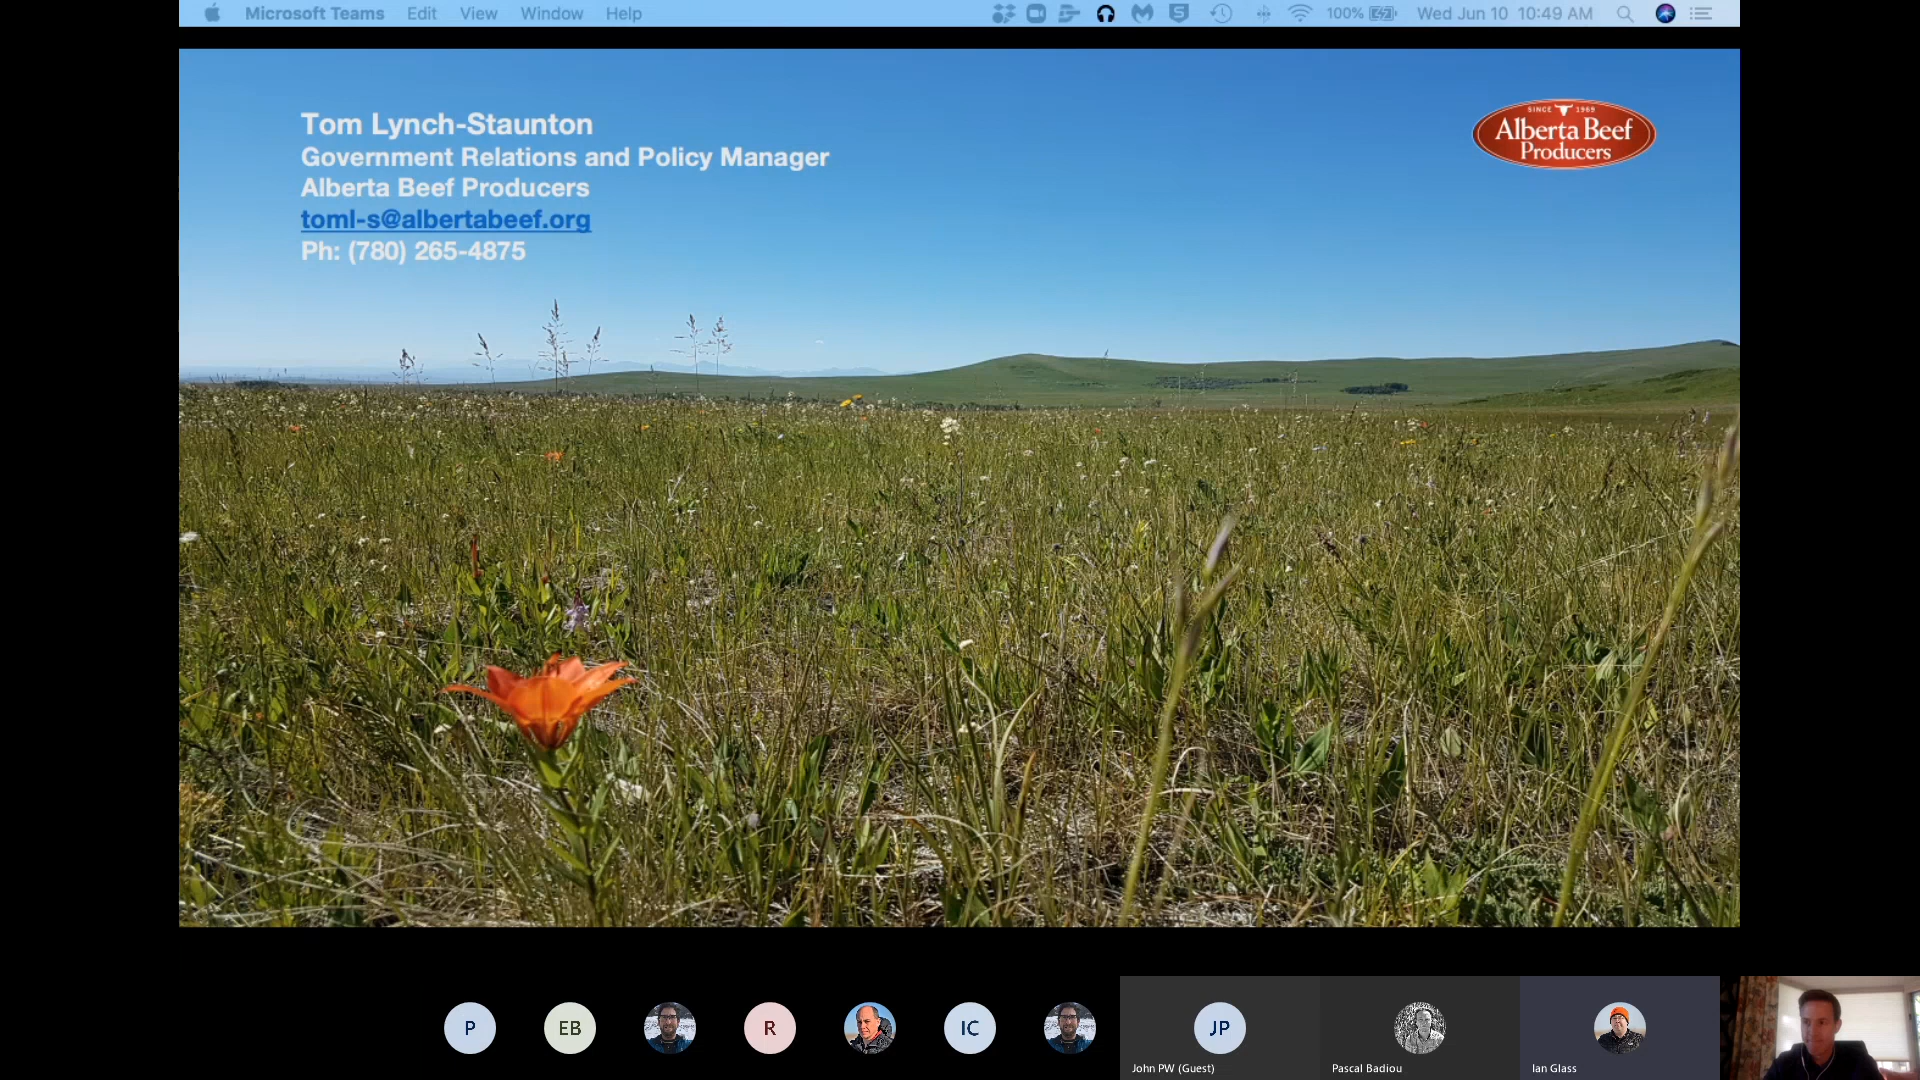 Microsoft Teams Edit View Window Help 100% Wed Jun 10 10:49 AM
Tom Lynch-Staunton
Government Relations and Policy Manager
Alberta Beef Producers
toml-s@albertabeef.org
Ph: (780) 265-4875
SINCE 1969
Alberta Beef
Producers
P EB R IC JP
John PW (Guest) Pascal Badiou Ian Glass